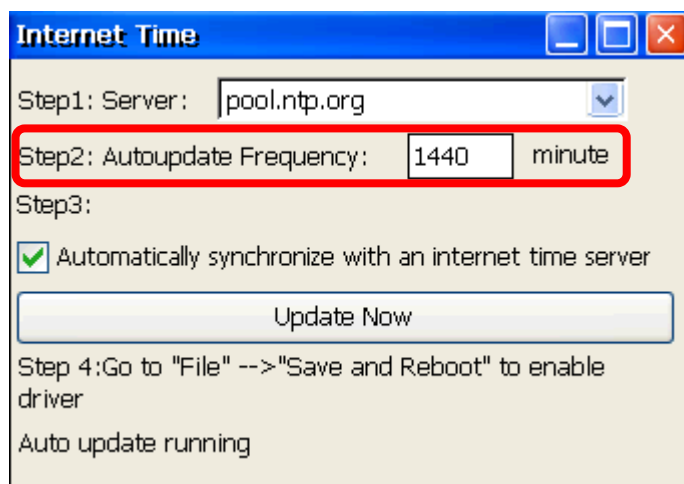 Internet Time
Step1: Server: pool.ntp.org
Step2: Autoupdate Frequency: 1440 minute
Step3:
Automatically synchronize with an internet time server
Update Now
Step 4:Go to "File" -->"Save and Reboot" to enable
driver
Auto update running